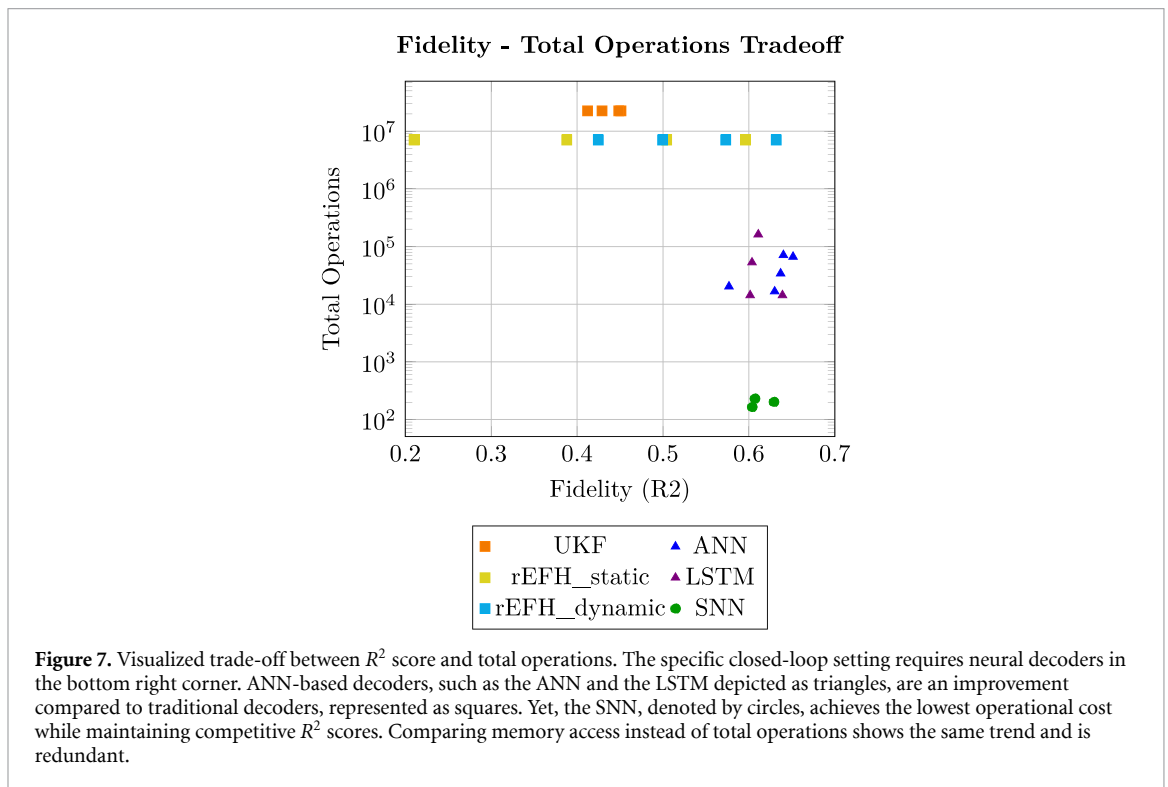 Fidelity - Total Operations Tradeoff
10^7
10^6
10^5
10^4
10^3
10^2
Total Operations
0.2 0.3 0.4 0.5 0.6 0.7
Fidelity (R2)
UKF ANN
rEFH_static LSTM
rEFH_dynamic SNN
Figure 7. Visualized trade-off between R^2 score and total operations. The specific closed-loop setting requires neural decoders in
the bottom right corner. ANN-based decoders, such as the ANN and the LSTM depicted as triangles, are an improvement
compared to traditional decoders, represented as squares. Yet, the SNN, denoted by circles, achieves the lowest operational cost
while maintaining competitive R^2 scores. Comparing memory access instead of total operations shows the same trend and is
redundant.